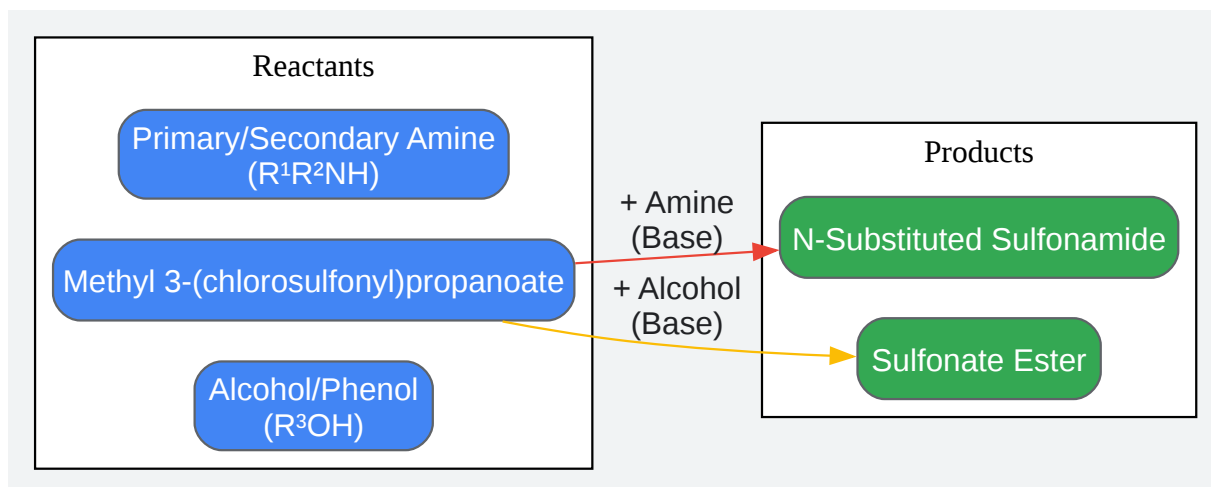 Reactants
Primary/Secondary Amine
(R¹R²NH)
Methyl 3-(chlorosulfonyl)propanoate
Alcohol/Phenol
(R³OH)
+ Amine
(Base)
+ Alcohol
(Base)
Products
N-Substituted Sulfonamide
Sulfonate Ester